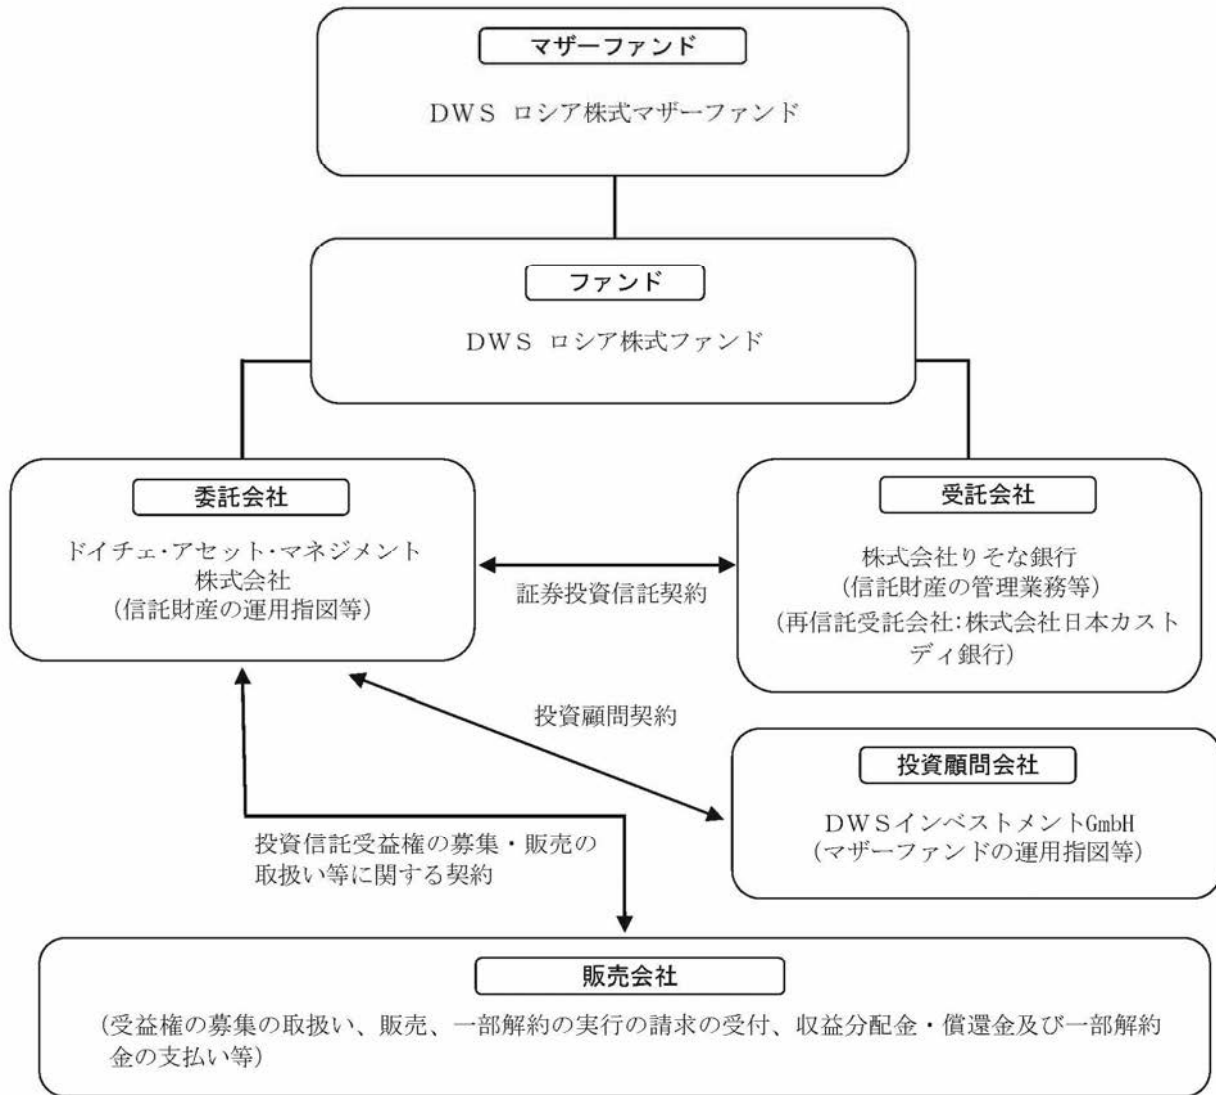 マザーファンド
DWS ロシア株式マザーファンド
ファンド
DWS ロシア株式ファンド
委託会社
ドイチェ・アセット・マネジメント
株式会社
(信託財産の運用指図等)
証券投資信託契約
受託会社
株式会社りそな銀行
(信託財産の管理業務等)
(再信託受託会社:株式会社日本カスト
ディ銀行)
投資顧問契約
投資顧問会社
DWSインベストメントGmbH
(マザーファンドの運用指図等)
投資信託受益権の募集・販売の
取扱い等に関する契約
販売会社
(受益権の募集の取扱い、販売、一部解約の実行の請求の受付、収益分配金・償還金及び一部解約
金の支払い等)